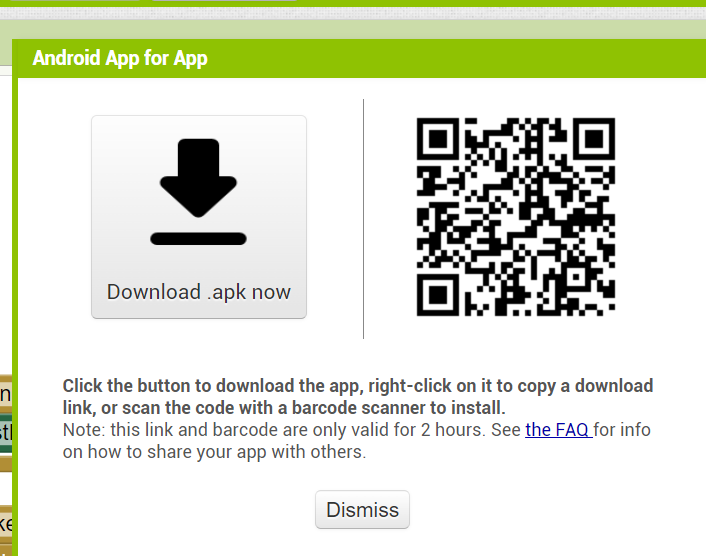 Android App for App
Download .apk now
Click the button to download the app, right-click on it to copy a download
link, or scan the code with a barcode scanner to install.
Note: this link and barcode are only valid for 2 hours. See the FAQ for info
on how to share your app with others.
Dismiss